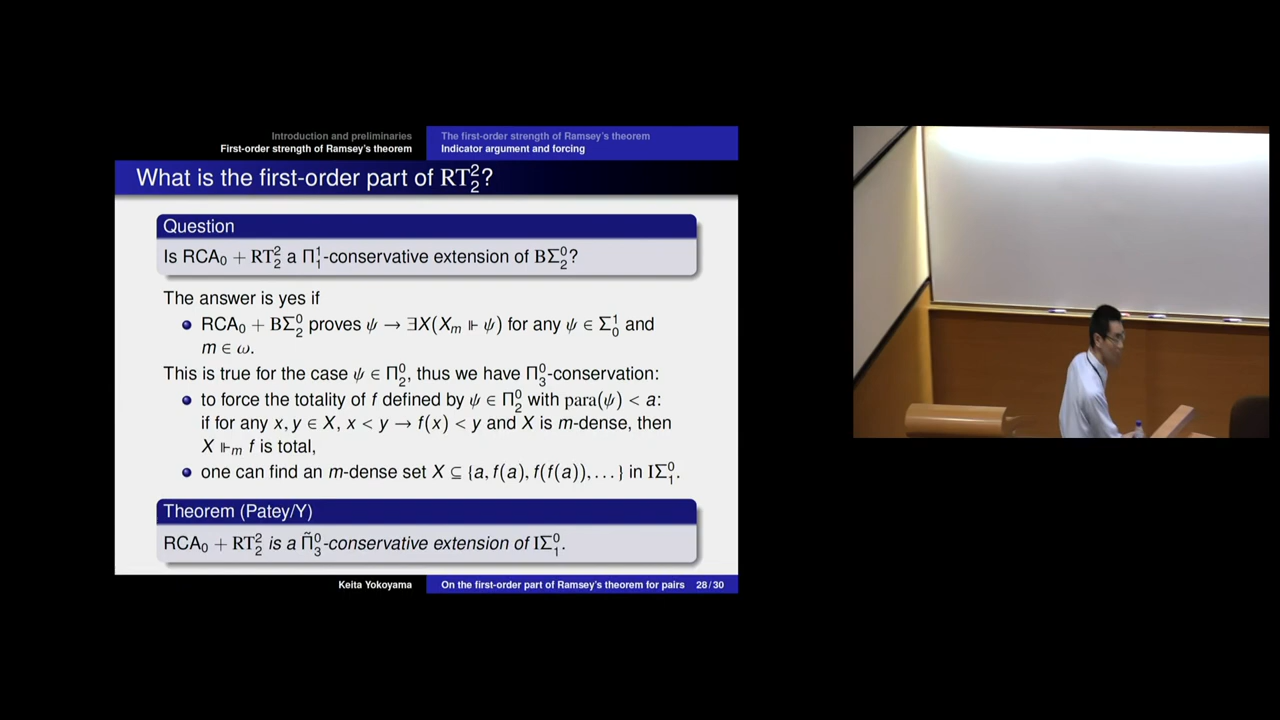 Introduction and preliminaries
First-order strength of Ramsey's theorem
The first-order strength of Ramsey's theorem
Indicator argument and forcing
What is the first-order part of RT²₂?
Question
Is RCA₀ + RT²₂ a Π¹₁-conservative extension of BΣ⁰₂?
The answer is yes if
RCA₀ + BΣ⁰₂ proves ψ → ∃X(Xₘ ⊩ ψ) for any ψ ∈ Σ¹₀ and
m ∈ ω.
This is true for the case ψ ∈ Π⁰₂, thus we have Π⁰₃-conservation:
to force the totality of f defined by ψ ∈ Π⁰₂ with para(ψ) < a:
if for any x, y ∈ X, x < y → f(x) < y and X is m-dense, then
X ⊩ₘ f is total,
one can find an m-dense set X ⊆ {a, f(a), f(f(a)), . . . } in IΣ⁰₁.
Theorem (Patey/Y)
RCA₀ + RT²₂ is a Π̃⁰₃-conservative extension of IΣ⁰₁.
Keita Yokoyama
On the first-order part of Ramsey's theorem for pairs
28 / 30